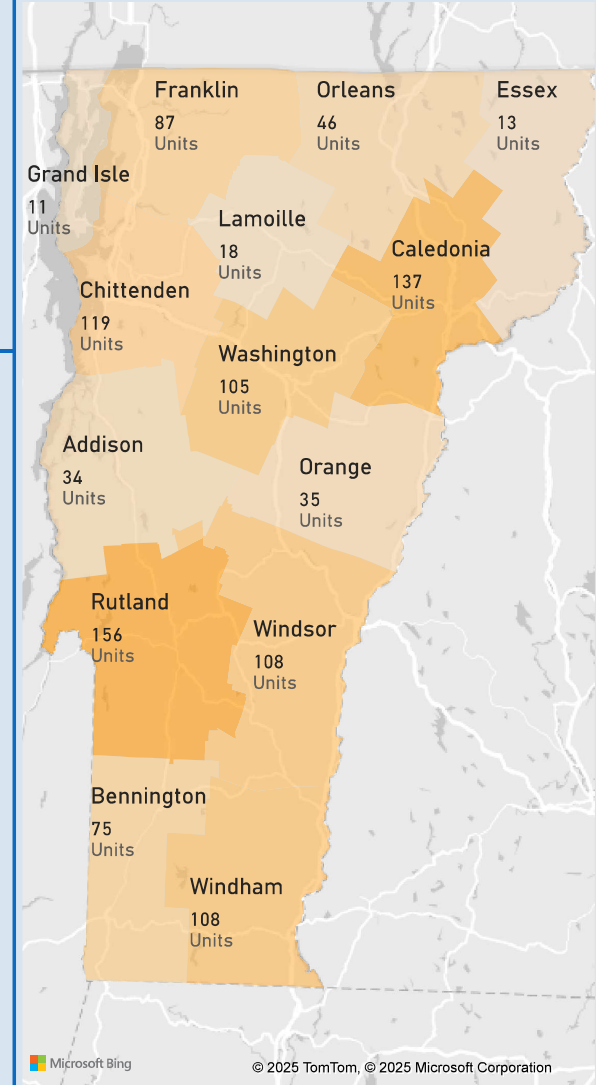 Franklin
87
Units
Orleans
46
Units
Essex
13
Units
Grand Isle
11
Units
Lamoille
18
Units
Caledonia
137
Units
Chittenden
119
Units
Washington
105
Units
Addison
34
Units
Orange
35
Units
Rutland
156
Units
Windsor
108
Units
Bennington
75
Units
Windham
108
Units
Microsoft Bing
© 2025 TomTom, © 2025 Microsoft Corporation